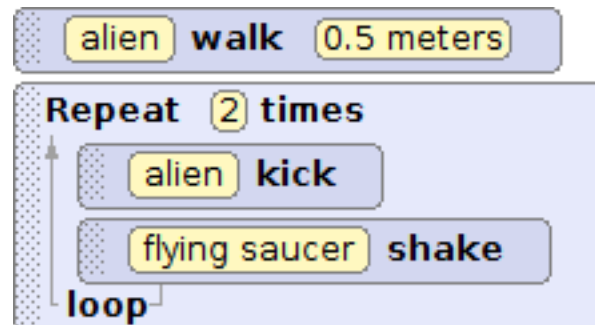 alien walk 0.5 meters
Repeat 2 times
alien kick
flying saucer shake
loop